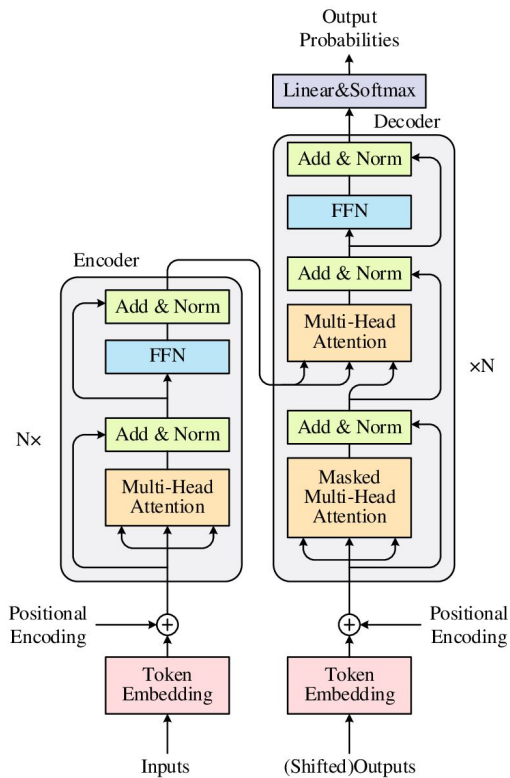 Output
Probabilities
Linear&Softmax
Decoder
Add & Norm
FFN
Add & Norm
Multi-Head
Attention
×N
Add & Norm
Masked
Multi-Head
Attention
Positional
Encoding
Token
Embedding
(Shifted)Outputs
Encoder
Add & Norm
FFN
N×
Add & Norm
Multi-Head
Attention
Positional
Encoding
Token
Embedding
Inputs